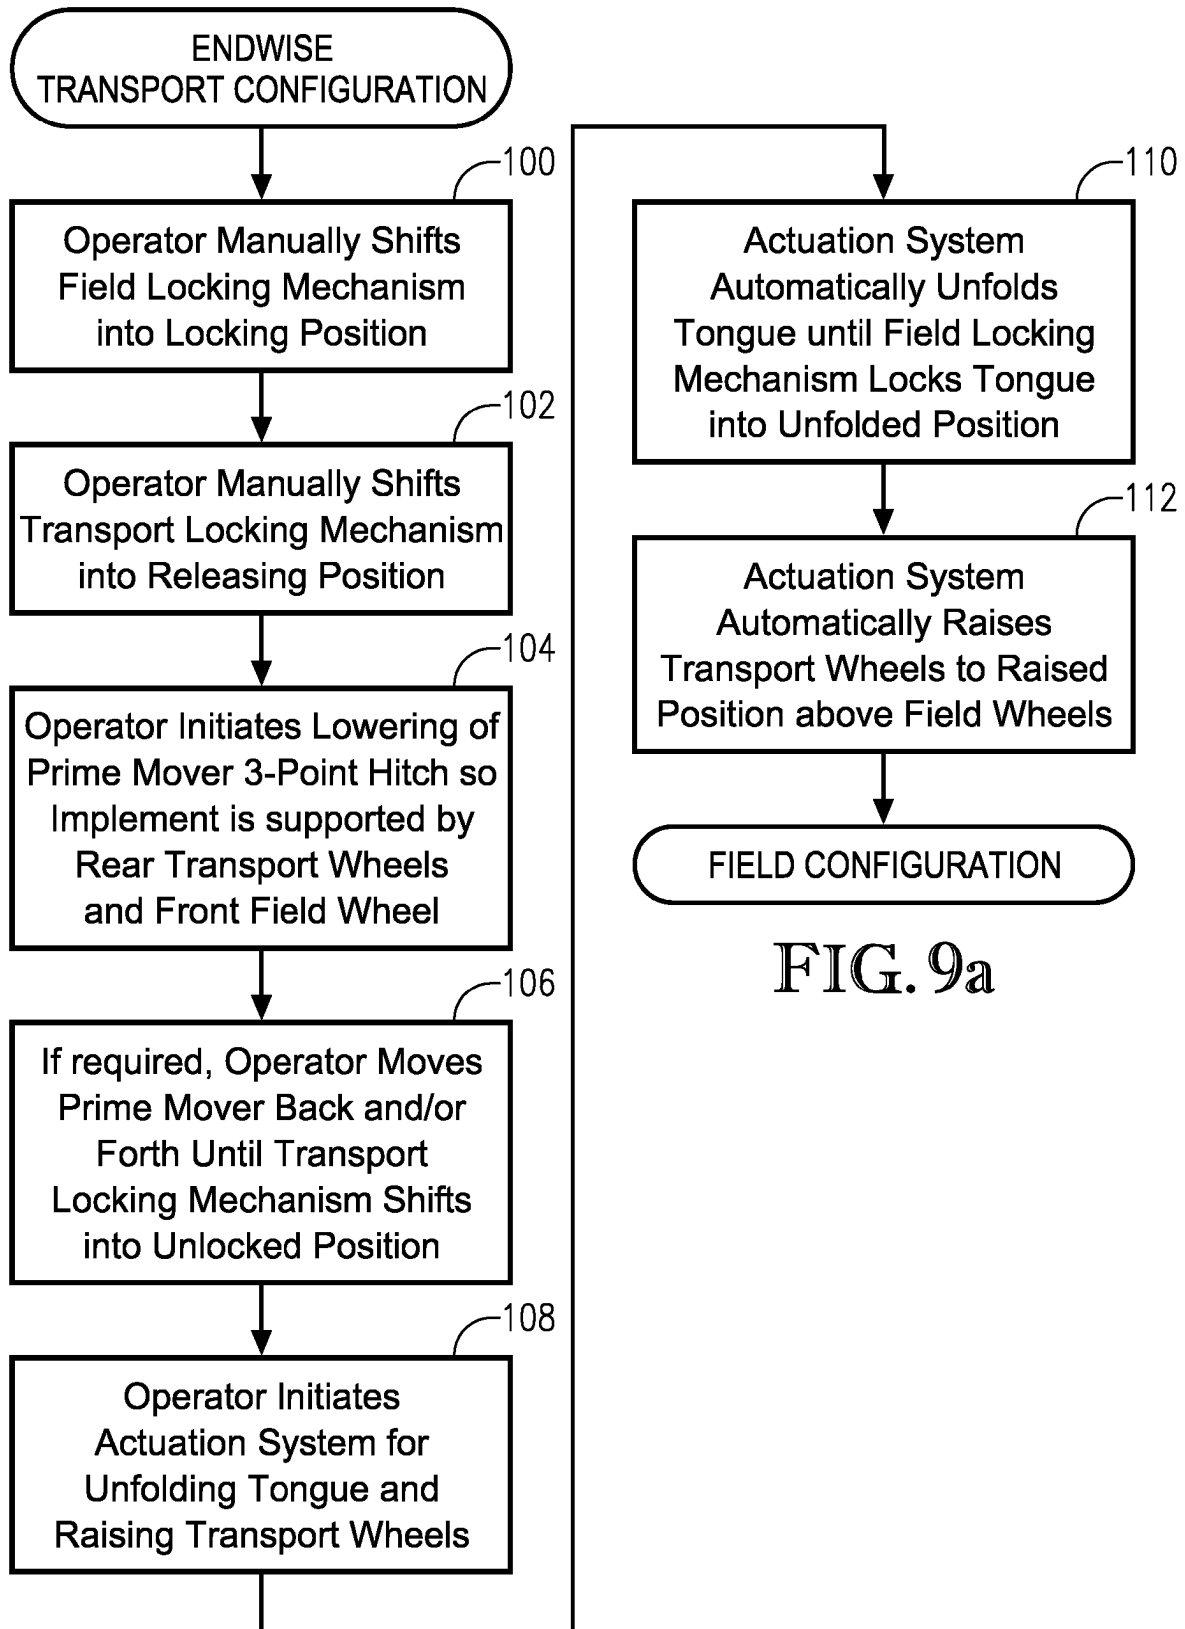 ENDWISE
TRANSPORT CONFIGURATION
100
Operator Manually Shifts
Field Locking Mechanism
into Locking Position
102
Operator Manually Shifts
Transport Locking Mechanism
into Releasing Position
104
Operator Initiates Lowering of
Prime Mover 3-Point Hitch so
Implement is supported by
Rear Transport Wheels
and Front Field Wheel
106
If required, Operator Moves
Prime Mover Back and/or
Forth Until Transport
Locking Mechanism Shifts
into Unlocked Position
108
Operator Initiates
Actuation System for
Unfolding Tongue and
Raising Transport Wheels
110
Actuation System
Automatically Unfolds
Tongue until Field Locking
Mechanism Locks Tongue
into Unfolded Position
112
Actuation System
Automatically Raises
Transport Wheels to Raised
Position above Field Wheels
FIELD CONFIGURATION
FIG. 9a